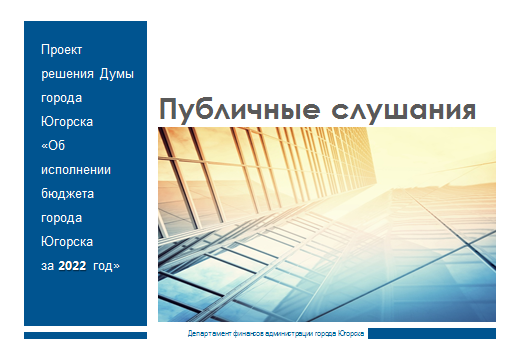 Проект
решения Думы
города
Югорска
«Об
исполнении
бюджета
города
Югорска
за 2022 год»
Публичные слушания
Департамент финансов администрации города Югорска